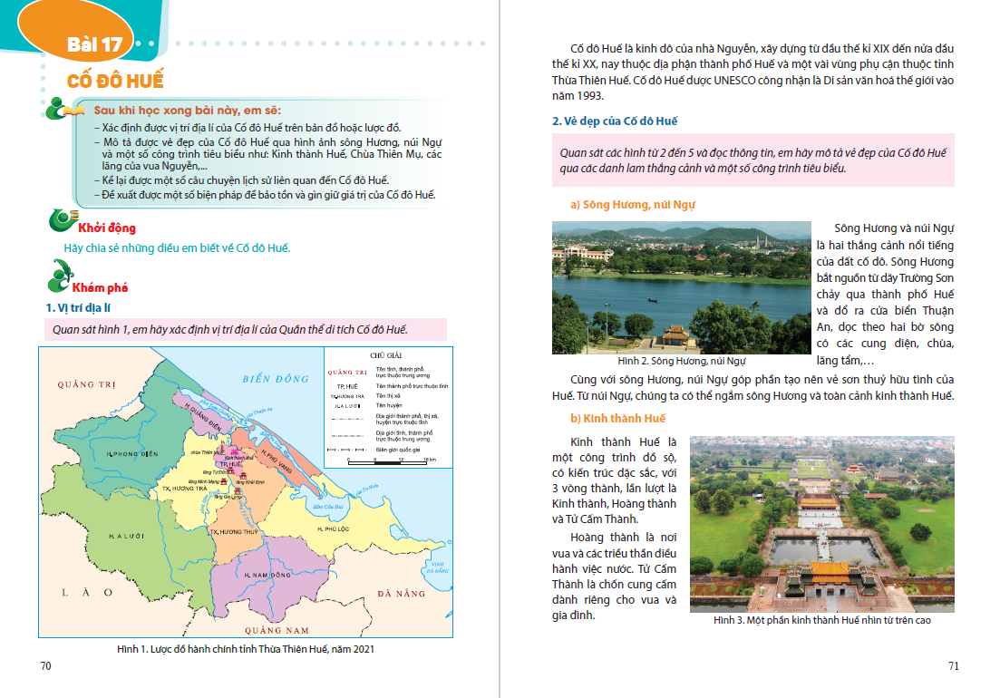 Bài 17
CỐ ĐÔ HUẾ
Sau khi học xong bài này, em sẽ:
– Xác định được vị trí địa lí của Cố đô Huế trên bản đồ hoặc lược đồ.
– Mô tả được vẻ đẹp của Cố đô Huế qua hình ảnh sông Hương, núi Ngự
và một số công trình tiêu biểu như: Kinh thành Huế, Chùa Thiên Mụ, các
lăng của vua Nguyễn,...
– Kể lại được một số câu chuyện lịch sử liên quan đến Cố đô Huế.
– Đề xuất được một số biện pháp để bảo tồn và gìn giữ giá trị của Cố đô Huế.
Khởi động
Hãy chia sẻ những điều em biết về Cố đô Huế.
Khám phá
1. Vị trí địa lí
Quan sát hình 1, em hãy xác định vị trí địa lí của Quần thể di tích Cố đô Huế.
CHÚ GIẢI
QUẢNG TRỊ Tên tỉnh, thành phố
trực thuộc trung ương
TP. HUẾ Tên thành phố trực thuộc tỉnh
TX. HƯƠNG TRÀ Tên thị xã
H. A LƯỚI Tên huyện
Địa giới thành phố, thị xã,
huyện trực thuộc tỉnh
Địa giới tỉnh, thành phố
trực thuộc trung ương
Biên giới quốc gia
0 6 12 18 km
BIỂN ĐÔNG
QUẢNG TRỊ
H. QUẢNG ĐIỀN
phá Tam Giang
cửa Thuận An
H. PHONG ĐIỀN
chùa Thiên Mụ
Kinh thành Huế
TP. HUẾ
H. PHÚ VANG
lăng Tự Đức
lăng Minh Mạng
lăng Khải Định
TX. HƯƠNG TRÀ
lăng Gia Long
cửa Tư Hiền
đầm Cầu Hai
H. A LƯỚI
TX. HƯƠNG THUỶ
H. PHÚ LỘC
VỊNH
ĐÀ NẴNG
H. NAM ĐÔNG
LÀO
ĐÀ NẴNG
QUẢNG NAM
Hình 1. Lược đồ hành chính tỉnh Thừa Thiên Huế, năm 2021
70
Cố đô Huế là kinh đô của nhà Nguyễn, xây dựng từ đầu thế kỉ XIX đến nửa đầu
thế kỉ XX, nay thuộc địa phận thành phố Huế và một vài vùng phụ cận thuộc tỉnh
Thừa Thiên Huế. Cố đô Huế được UNESCO công nhận là Di sản văn hoá thế giới vào
năm 1993.
2. Vẻ đẹp của Cố đô Huế
Quan sát các hình từ 2 đến 5 và đọc thông tin, em hãy mô tả vẻ đẹp của Cố đô Huế
qua các danh lam thắng cảnh và một số công trình tiêu biểu.
a) Sông Hương, núi Ngự
Sông Hương và núi Ngự
là hai thắng cảnh nổi tiếng
của đất cố đô. Sông Hương
bắt nguồn từ dãy Trường Sơn
chảy qua thành phố Huế
và đổ ra cửa biển Thuận
An, dọc theo hai bờ sông
có các cung điện, chùa,
lăng tẩm,…
Hình 2. Sông Hương, núi Ngự
Cùng với sông Hương, núi Ngự góp phần tạo nên vẻ sơn thuỷ hữu tình của
Huế. Từ núi Ngự, chúng ta có thể ngắm sông Hương và toàn cảnh kinh thành Huế.
b) Kinh thành Huế
Kinh thành Huế là
một công trình đồ sộ,
có kiến trúc đặc sắc, với
3 vòng thành, lần lượt là
Kinh thành, Hoàng thành
và Tử Cấm Thành.
Hoàng thành là nơi
vua và các triều thần điều
hành việc nước. Tử Cấm
Thành là chốn cung cấm
dành riêng cho vua và
gia đình.
Hình 3. Một phần kinh thành Huế nhìn từ trên cao
71